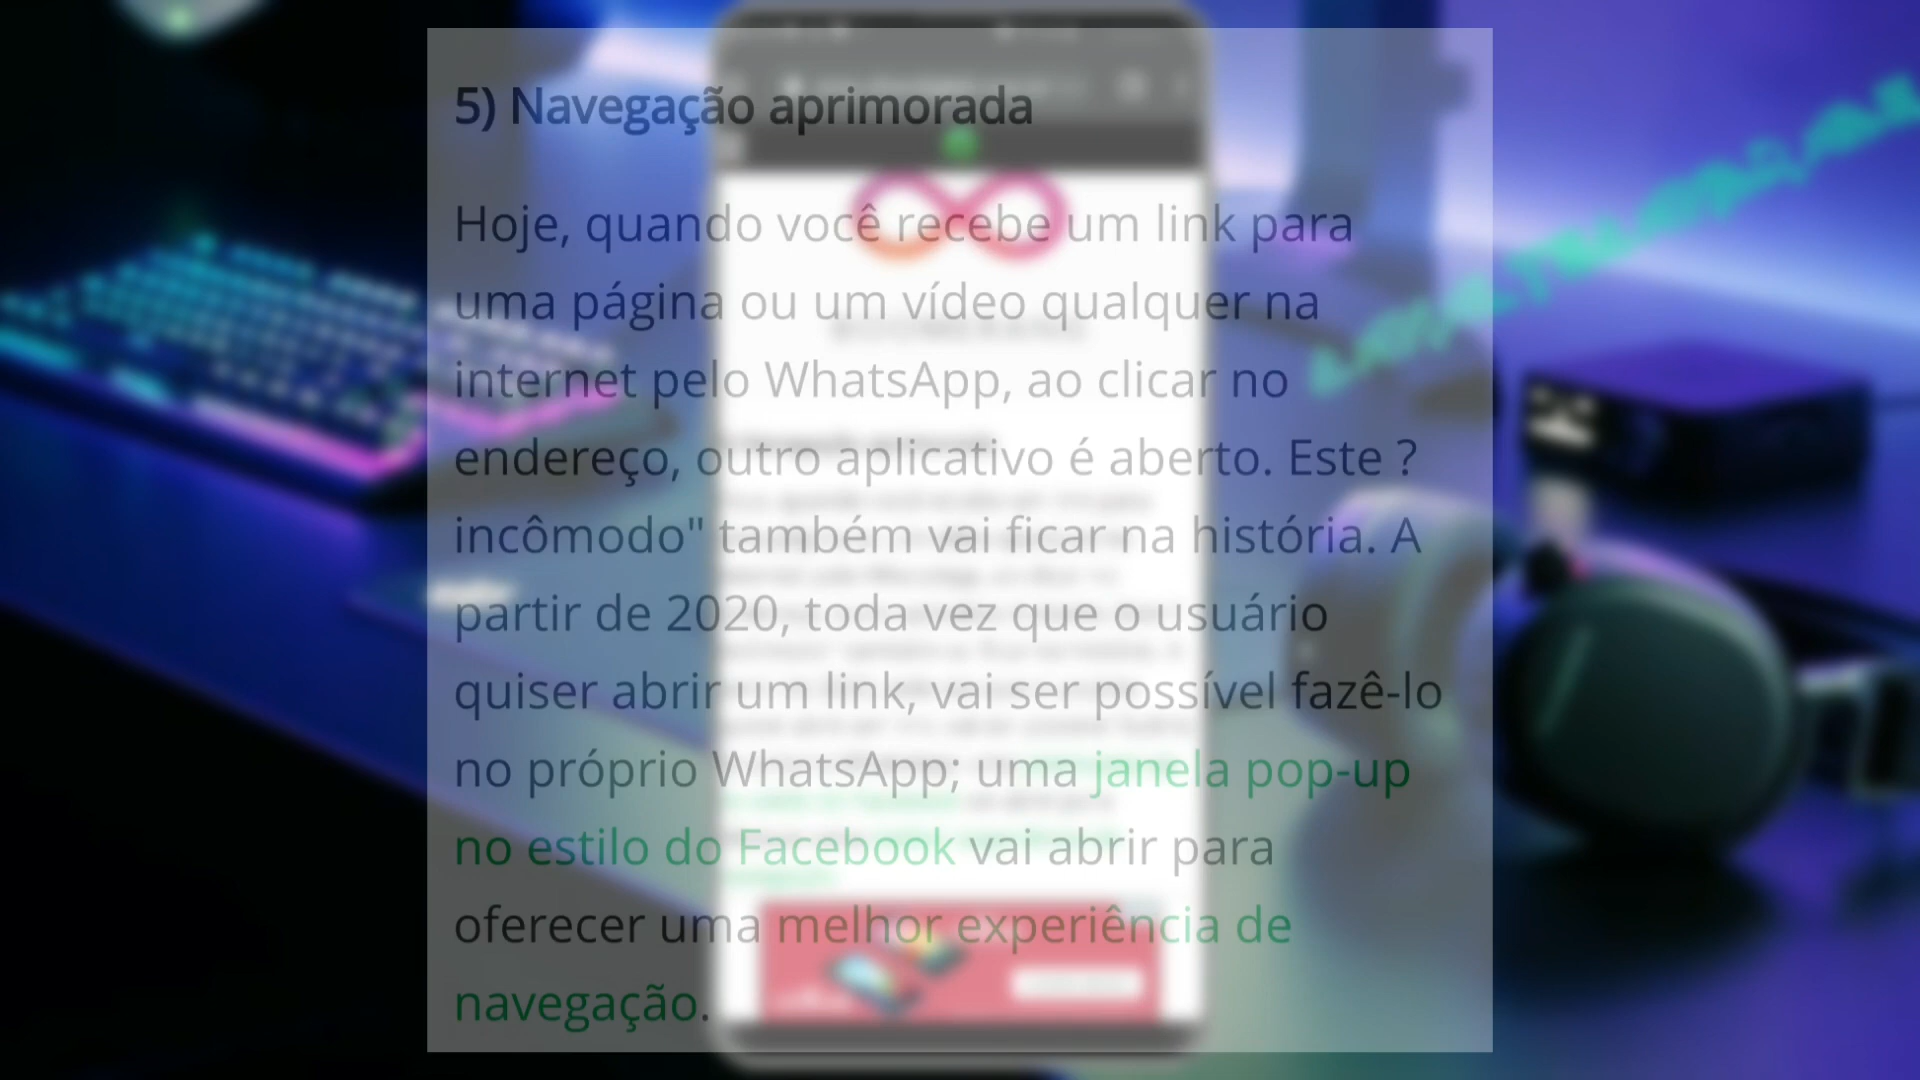 5) Navegação aprimorada
Hoje, quando você recebe um link para
uma página ou um vídeo qualquer na
internet pelo WhatsApp, ao clicar no
endereço, outro aplicativo é aberto. Este ?
incômodo" também vai ficar na história. A
partir de 2020, toda vez que o usuário
quiser abrir um link, vai ser possível fazê-lo
no próprio WhatsApp; uma janela pop-up
no estilo do Facebook vai abrir para
oferecer uma melhor experiência de
navegação.